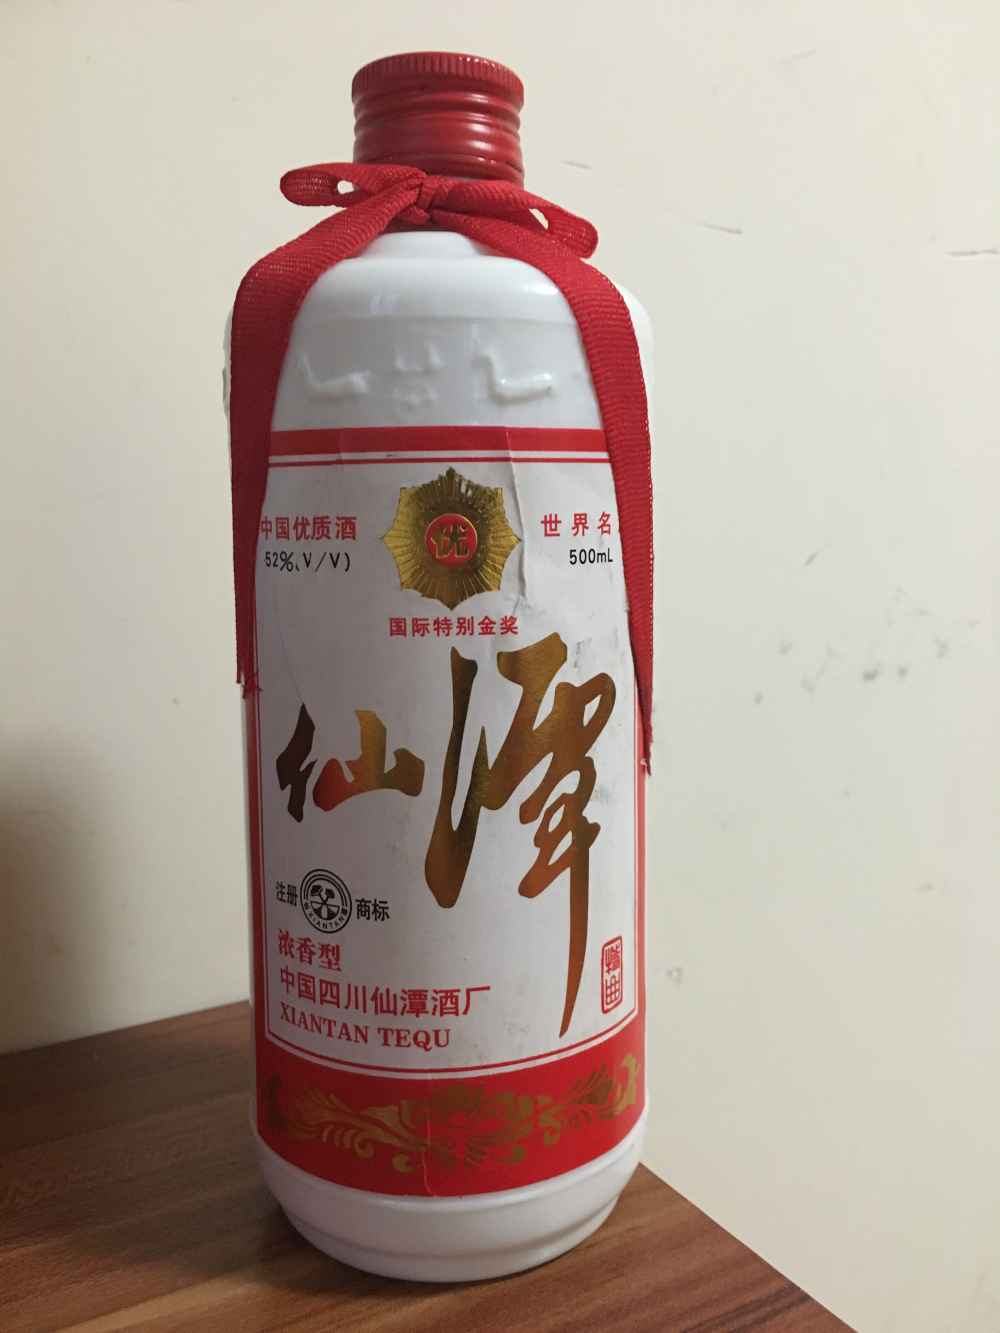 中国优质酒
52%(V/V)
世界名
500mL
优
国际特别金奖
仙潭
注册
XIANTAN
商标
浓香型
中国四川仙潭酒厂
XIANTAN TEQU